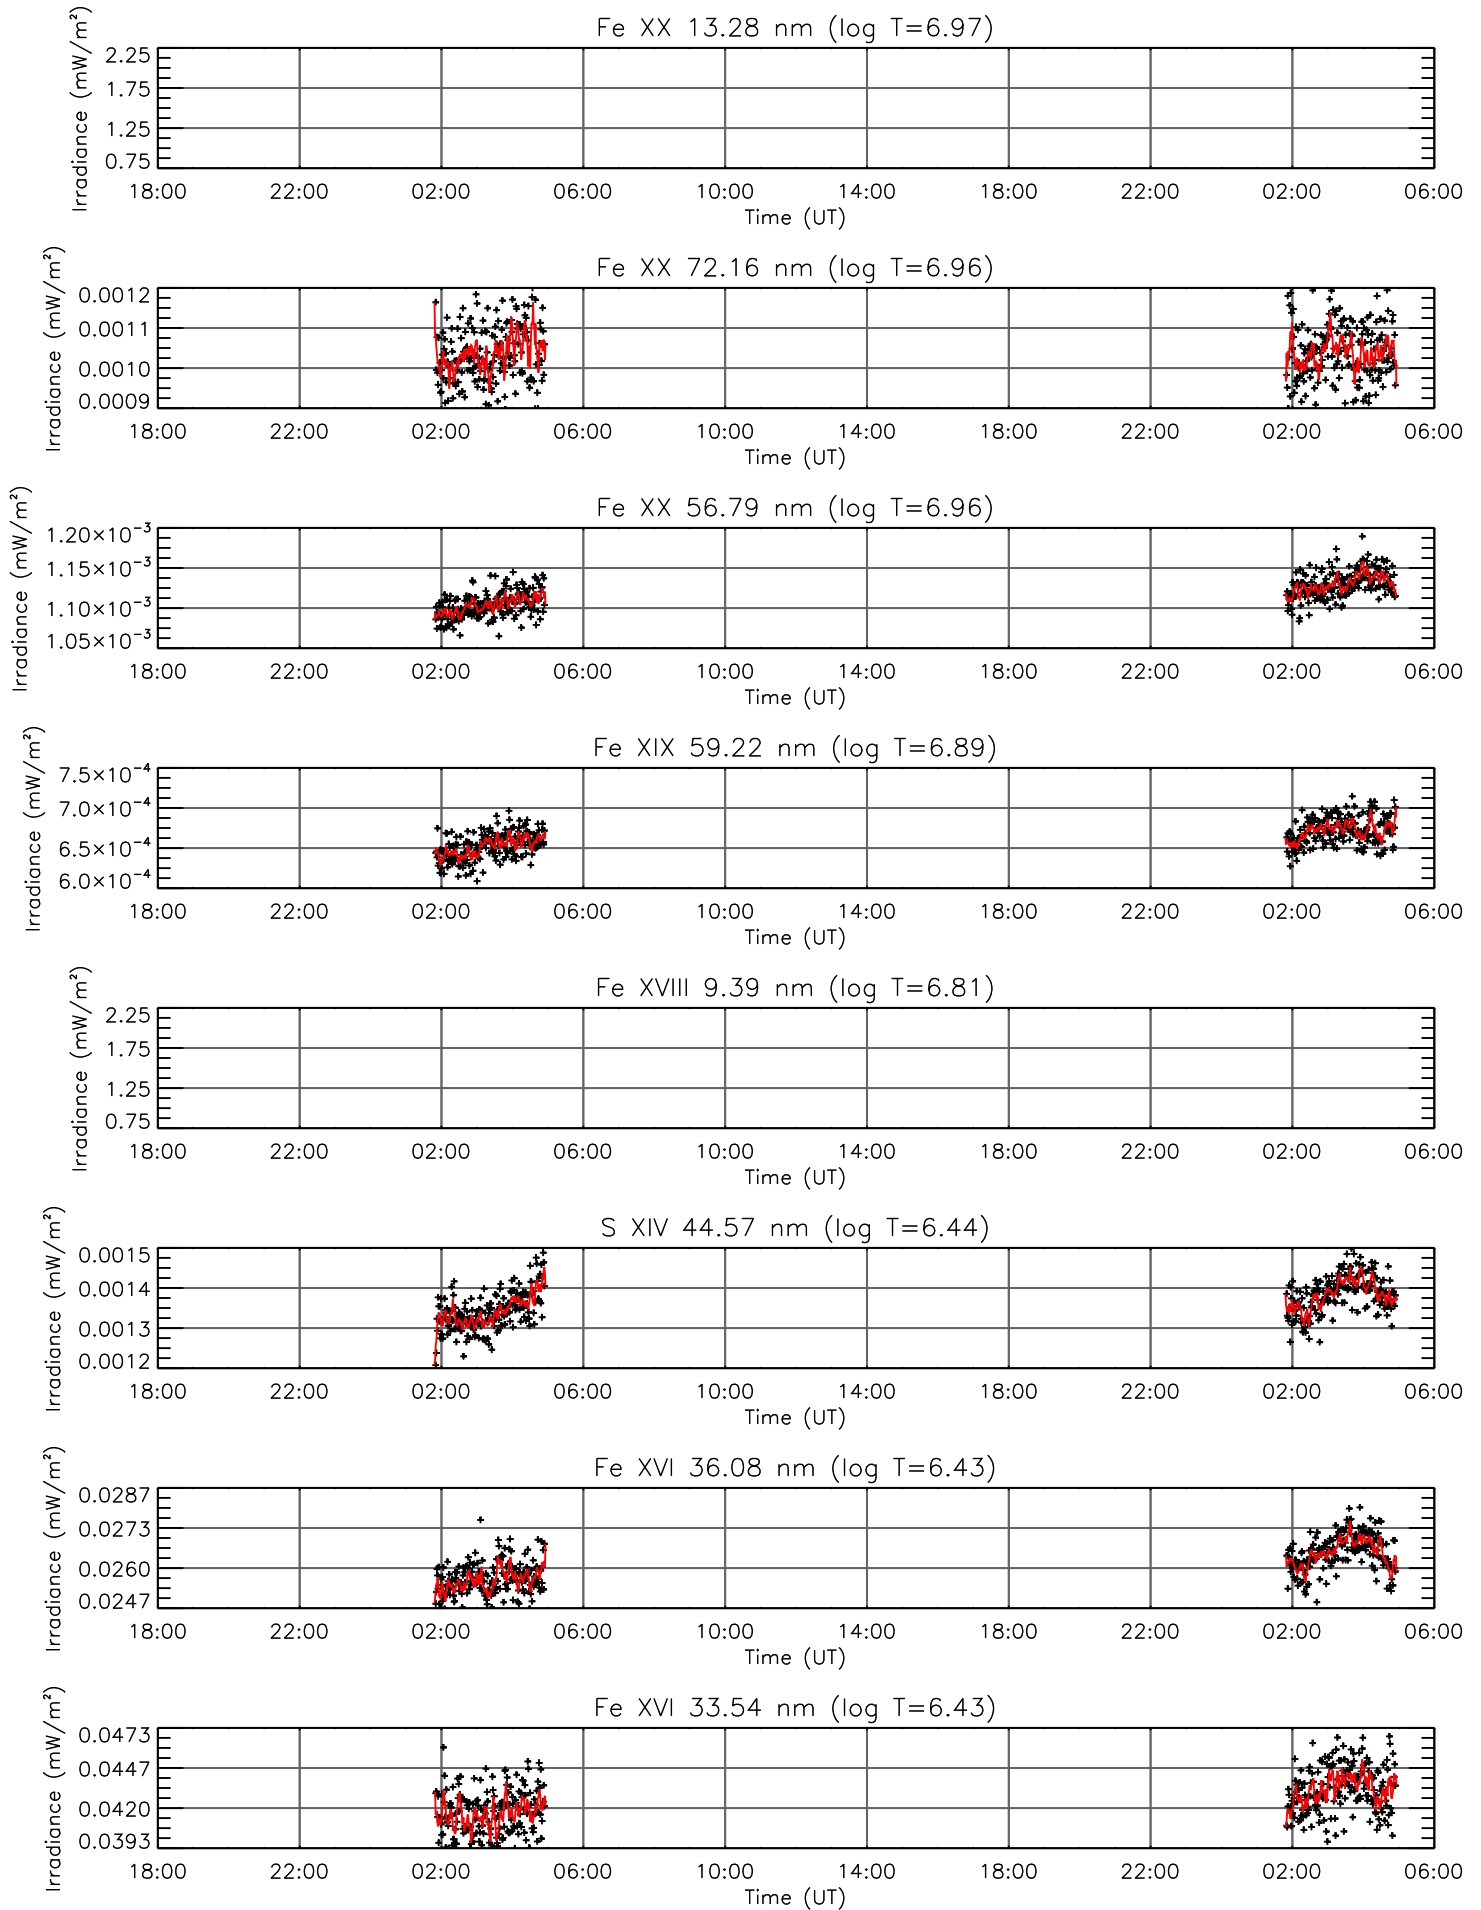 Fe XX 13.28 nm (log T=6.97)
Irradiance (mW/m²)
2.25
1.75
1.25
0.75
18:00 22:00 02:00 06:00 10:00 14:00 18:00 22:00 02:00 06:00
Time (UT)
Fe XX 72.16 nm (log T=6.96)
Irradiance (mW/m²)
0.0012
0.0011
0.0010
0.0009
18:00 22:00 02:00 06:00 10:00 14:00 18:00 22:00 02:00 06:00
Time (UT)
Fe XX 56.79 nm (log T=6.96)
Irradiance (mW/m²)
1.20×10⁻³
1.15×10⁻³
1.10×10⁻³
1.05×10⁻³
18:00 22:00 02:00 06:00 10:00 14:00 18:00 22:00 02:00 06:00
Time (UT)
Fe XIX 59.22 nm (log T=6.89)
Irradiance (mW/m²)
7.5×10⁻⁴
7.0×10⁻⁴
6.5×10⁻⁴
6.0×10⁻⁴
18:00 22:00 02:00 06:00 10:00 14:00 18:00 22:00 02:00 06:00
Time (UT)
Fe XVIII 9.39 nm (log T=6.81)
Irradiance (mW/m²)
2.25
1.75
1.25
0.75
18:00 22:00 02:00 06:00 10:00 14:00 18:00 22:00 02:00 06:00
Time (UT)
S XIV 44.57 nm (log T=6.44)
Irradiance (mW/m²)
0.0015
0.0014
0.0013
0.0012
18:00 22:00 02:00 06:00 10:00 14:00 18:00 22:00 02:00 06:00
Time (UT)
Fe XVI 36.08 nm (log T=6.43)
Irradiance (mW/m²)
0.0287
0.0273
0.0260
0.0247
18:00 22:00 02:00 06:00 10:00 14:00 18:00 22:00 02:00 06:00
Time (UT)
Fe XVI 33.54 nm (log T=6.43)
Irradiance (mW/m²)
0.0473
0.0447
0.0420
0.0393
18:00 22:00 02:00 06:00 10:00 14:00 18:00 22:00 02:00 06:00
Time (UT)